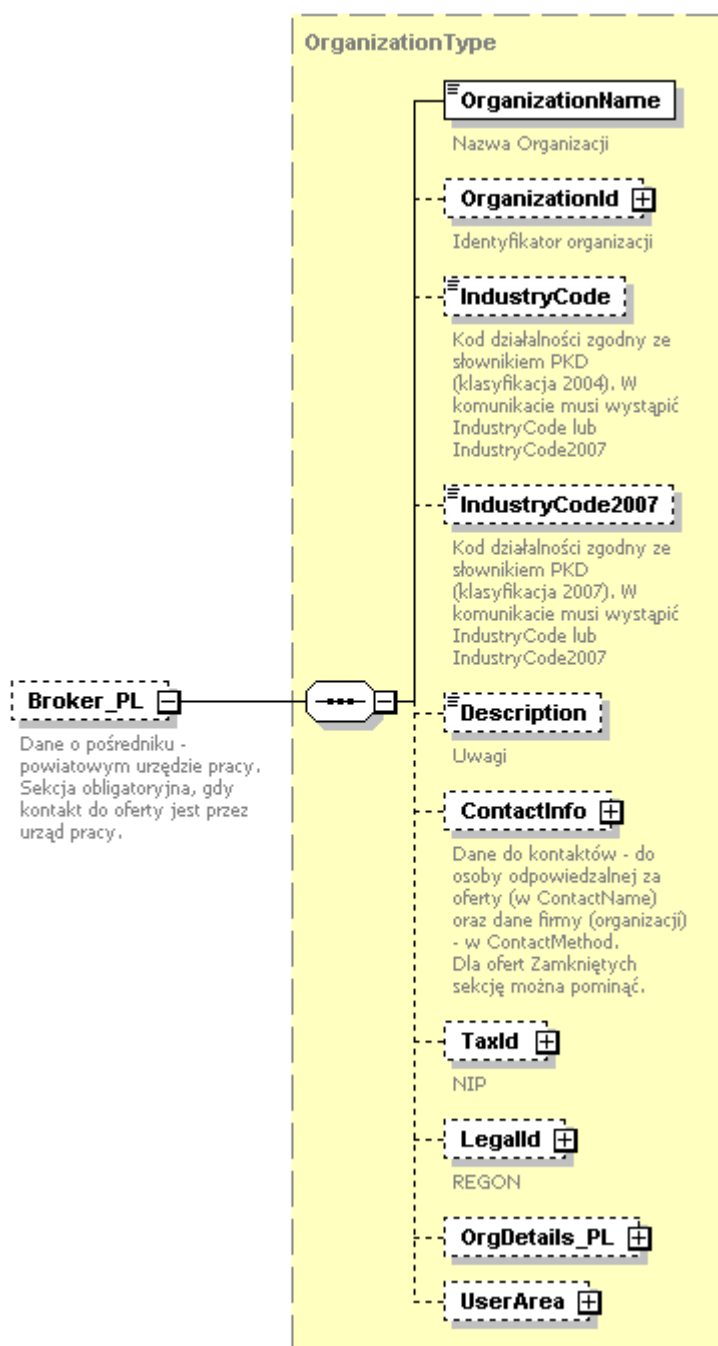 OrganizationType
OrganizationName
Nazwa Organizacji
OrganizationId
Identyfikator organizacji
IndustryCode
Kod działalności zgodny ze
słownikiem PKD
(klasyfikacja 2004). W
komunikacie musi wystąpić
IndustryCode lub
IndustryCode2007
IndustryCode2007
Kod działalności zgodny ze
słownikiem PKD
(klasyfikacja 2007). W
komunikacie musi wystąpić
IndustryCode lub
IndustryCode2007
Broker_PL
Dane o pośredniku -
powiatowym urzędzie pracy.
Sekcja obligatoryjna, gdy
kontakt do oferty jest przez
urząd pracy.
Description
Uwagi
ContactInfo
Dane do kontaktów - do
osoby odpowiedzalnej za
oferty (w ContactName)
oraz dane firmy (organizacji)
- w ContactMethod.
Dla ofert Zamkniętych
sekcję można pominąć.
TaxId
NIP
LegalId
REGON
OrgDetails_PL
UserArea